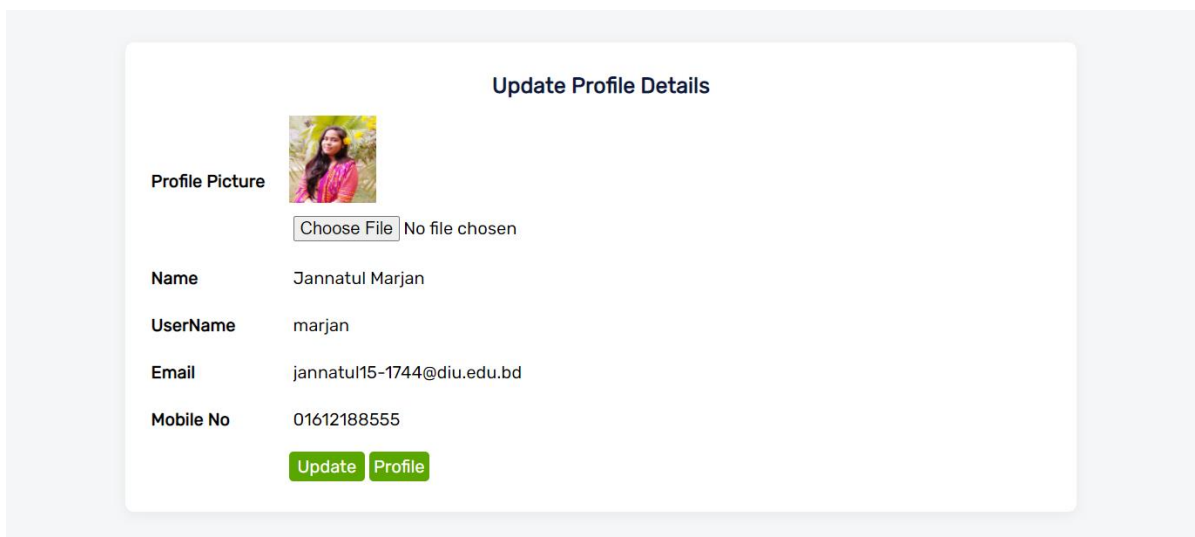 Update Profile Details
Profile Picture
Choose File No file chosen
Name Jannatul Marjan
UserName marjan
Email jannatul15-1744@diu.edu.bd
Mobile No 01612188555
Update Profile